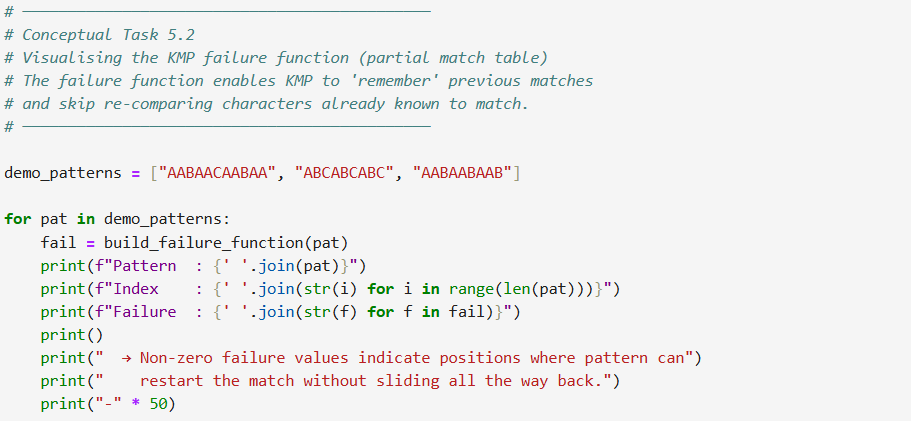 # ─────────────────────────────────────────────
# Conceptual Task 5.2
# Visualising the KMP failure function (partial match table)
# The failure function enables KMP to 'remember' previous matches
# and skip re-comparing characters already known to match.
# ─────────────────────────────────────────────

demo_patterns = ["AABAACAABAA", "ABCABCABC", "AABAABAAB"]

for pat in demo_patterns:
    fail = build_failure_function(pat)
    print(f"Pattern  : {' '.join(pat)}")
    print(f"Index    : {' '.join(str(i) for i in range(len(pat)))}")
    print(f"Failure  : {' '.join(str(f) for f in fail)}")
    print()
    print("  → Non-zero failure values indicate positions where pattern can")
    print("    restart the match without sliding all the way back.")
    print("-" * 50)